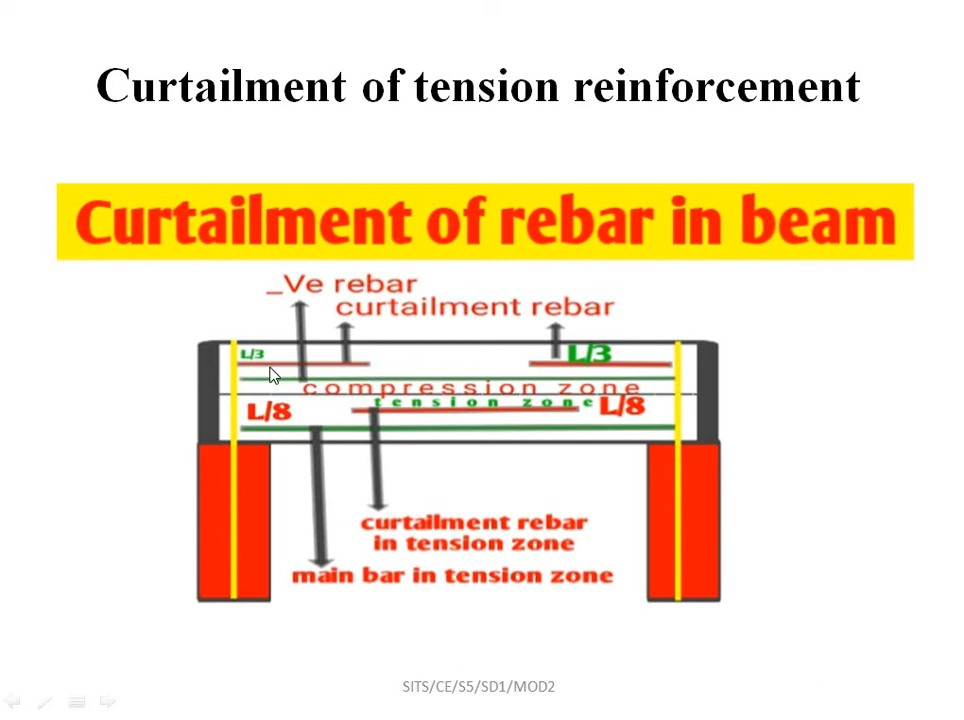 Curtailment of tension reinforcement
Curtailment of rebar in beam
_Ve rebar
curtailment rebar
L/3
L/3
compression zone
tension zone
L/8
L/8
curtailment rebar
in tension zone
main bar in tension zone
SITS/CE/S5/SD1/MOD2